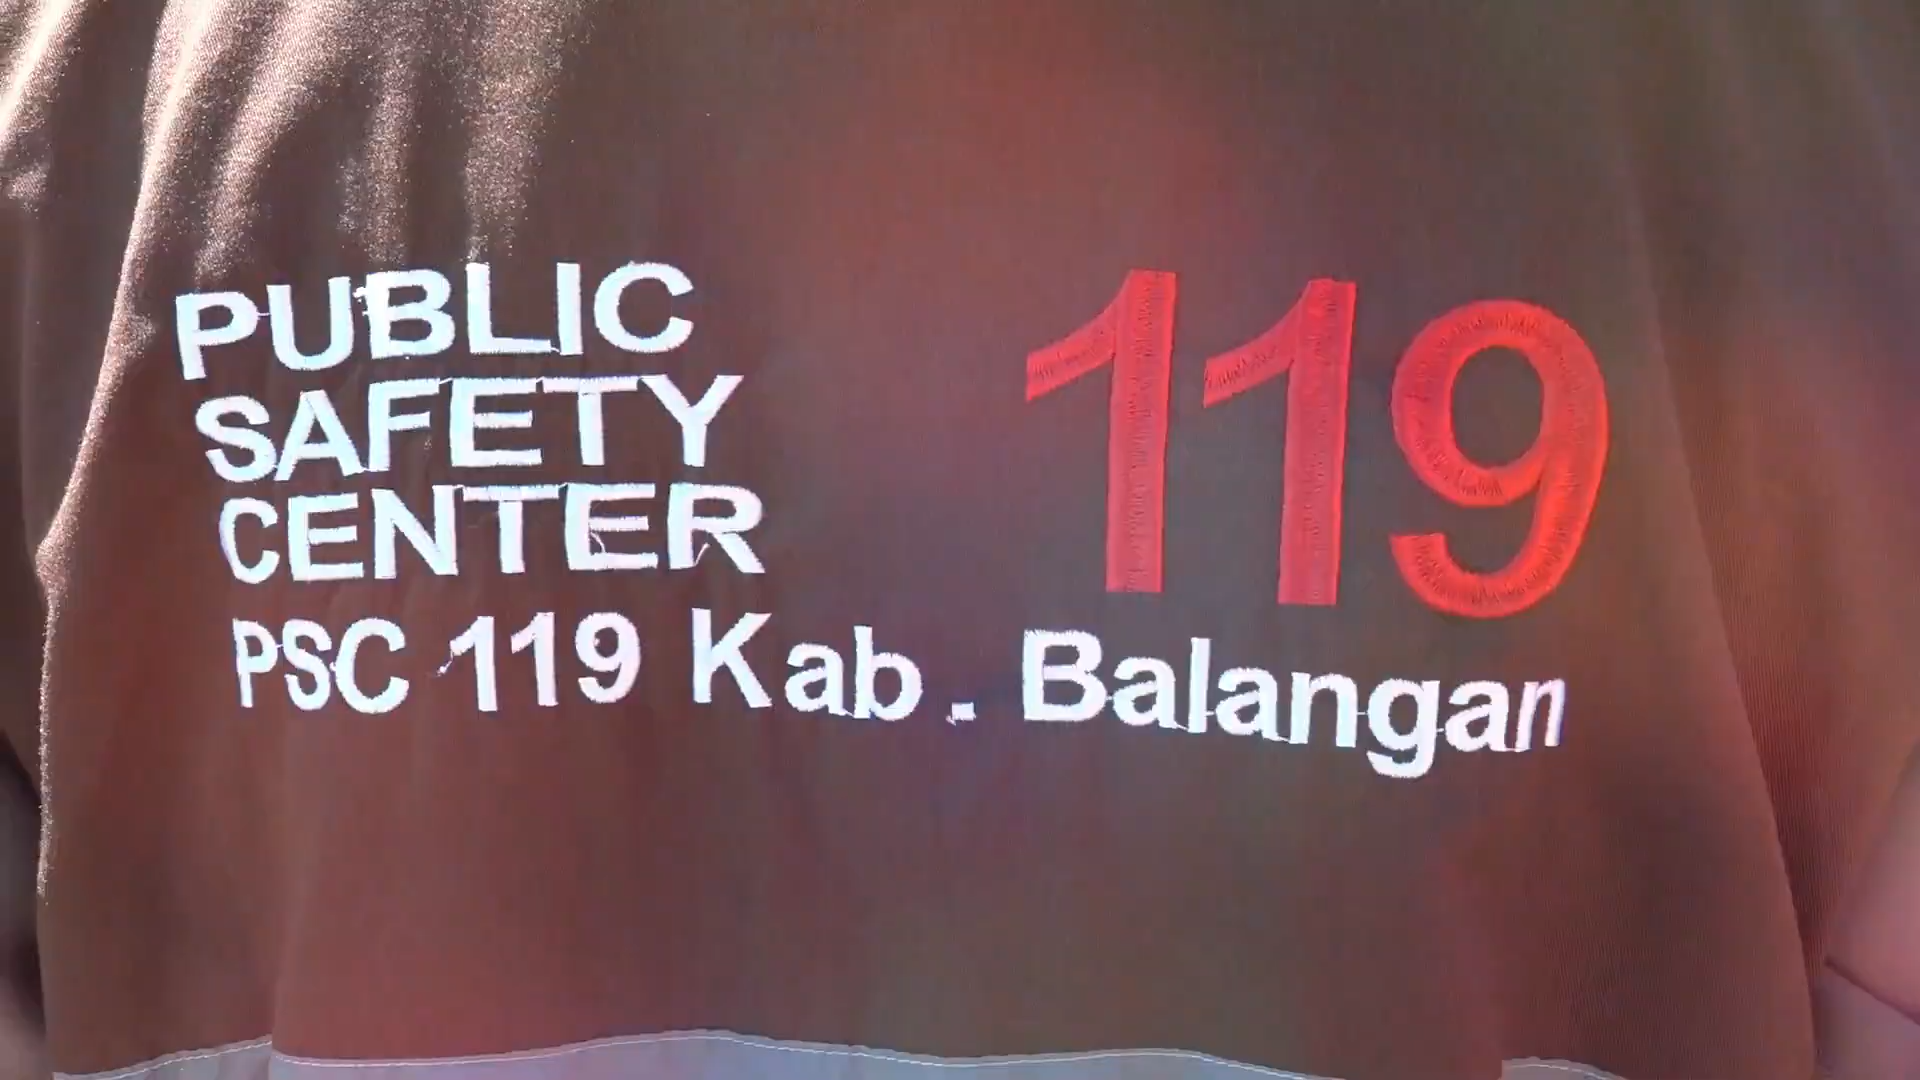 PUBLIC
SAFETY
CENTER
119
PSC 119 Kab. Balangan